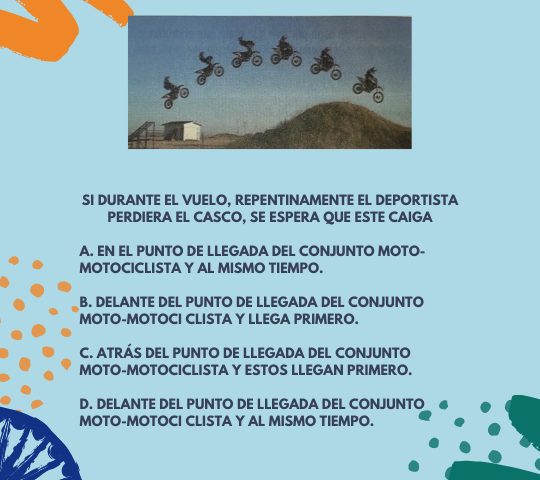 SI DURANTE EL VUELO, REPENTINAMENTE EL DEPORTISTA
PERDIERA EL CASCO, SE ESPERA QUE ESTE CAIGA
A. EN EL PUNTO DE LLEGADA DEL CONJUNTO MOTO-
MOTOCICLISTA Y AL MISMO TIEMPO.
B. DELANTE DEL PUNTO DE LLEGADA DEL CONJUNTO
MOTO-MOTOCI CLISTA Y LLEGA PRIMERO.
C. ATRÁS DEL PUNTO DE LLEGADA DEL CONJUNTO
MOTO-MOTOCICLISTA Y ESTOS LLEGAN PRIMERO.
D. DELANTE DEL PUNTO DE LLEGADA DEL CONJUNTO
MOTO-MOTOCI CLISTA Y AL MISMO TIEMPO.